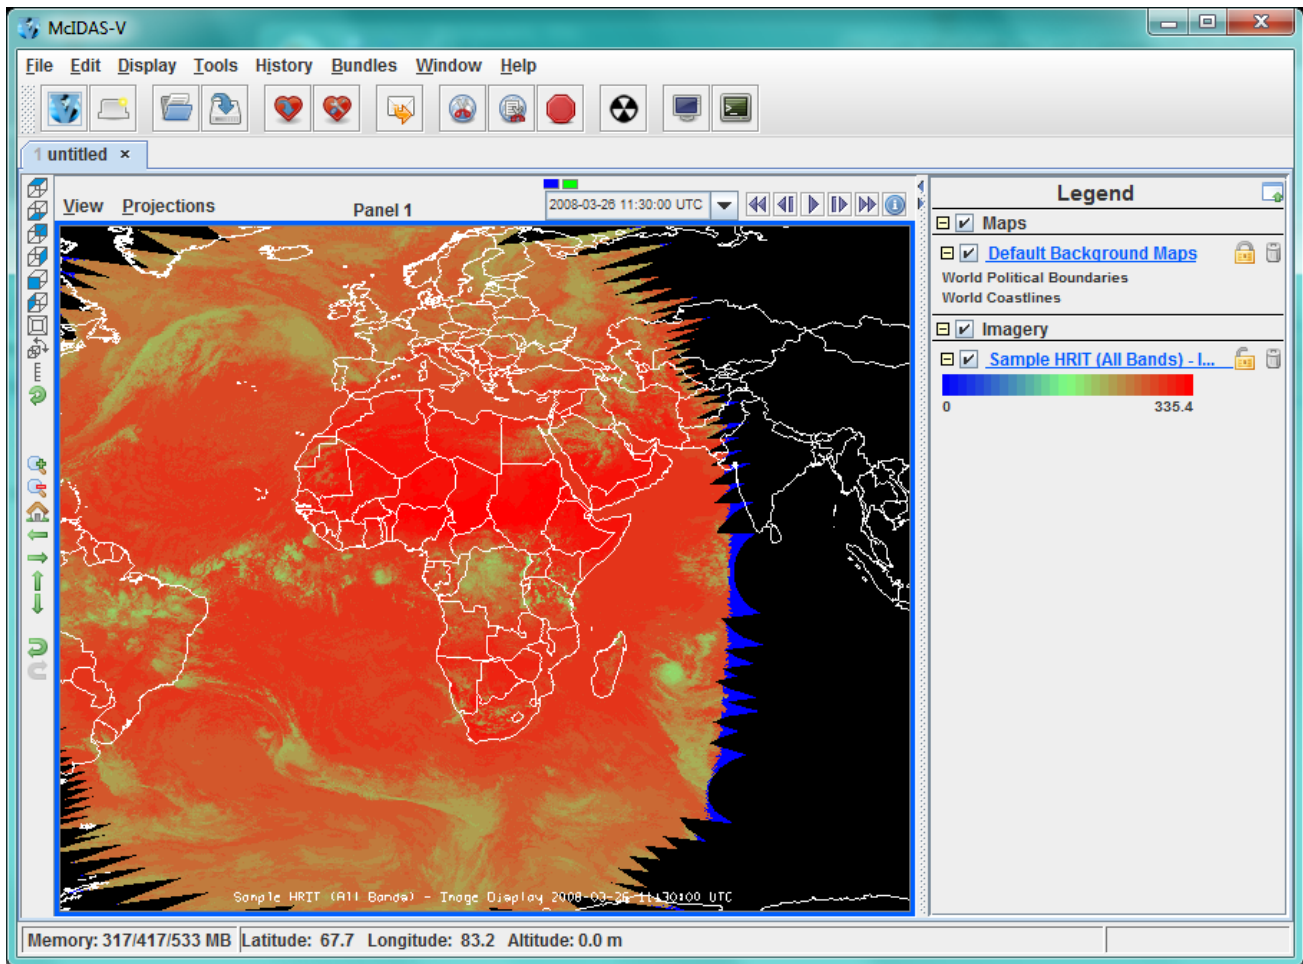 McIDAS-V
File Edit Display Tools History Bundles Window Help
1 untitled ×
View Projections
Panel 1
2008-03-26 11:30:00 UTC
Legend
Maps
Default Background Maps
World Political Boundaries
World Coastlines
Imagery
Sample HRIT (All Bands) - I...
0 335.4
Sample HRIT (All Bands) - Image Display 2008-03-26 11:30:00 UTC
Memory: 317/417/533 MB Latitude: 67.7 Longitude: 83.2 Altitude: 0.0 m